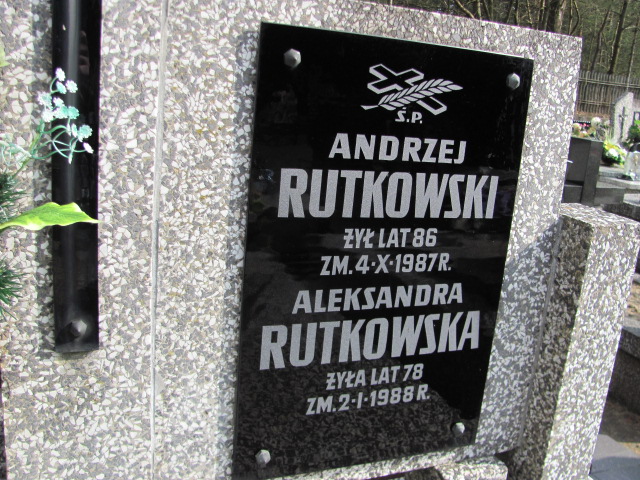 Ś.P.
ANDRZEJ
RUTKOWSKI
ŻYŁ LAT 86
ZM. 4·X·1987 R.
ALEKSANDRA
RUTKOWSKA
ŻYŁA LAT 78
ZM. 2·I·1988 R.